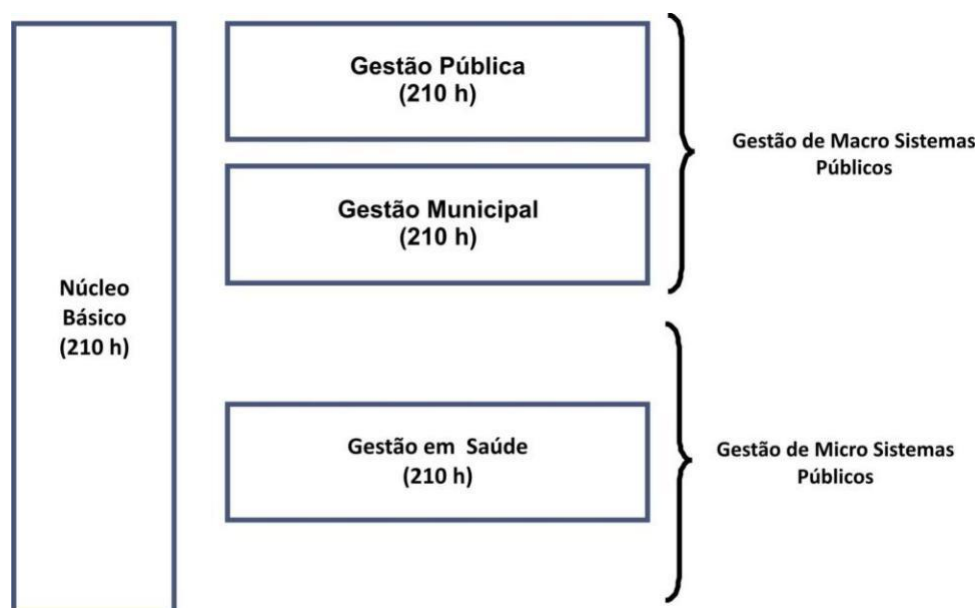 Núcleo
Básico
(210 h)
Gestão Pública
(210 h)
Gestão Municipal
(210 h)
Gestão de Macro Sistemas
Públicos
Gestão em Saúde
(210 h)
Gestão de Micro Sistemas
Públicos